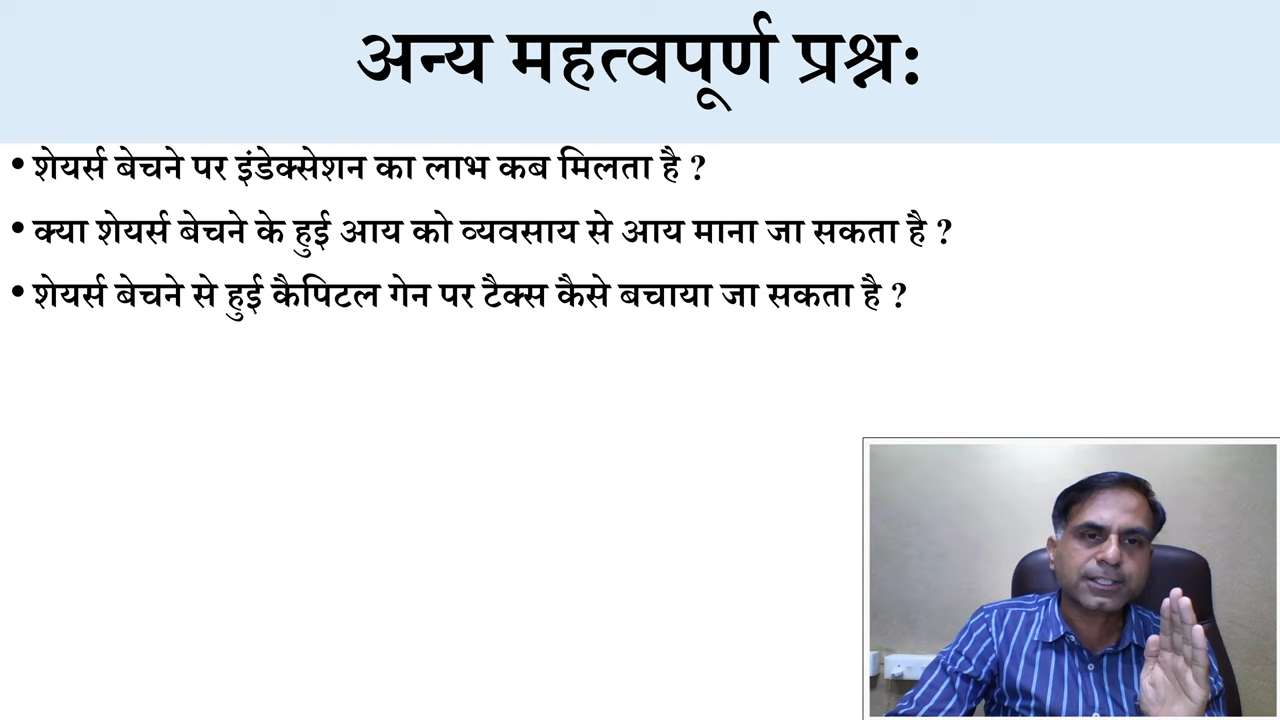 अन्य महत्वपूर्ण प्रश्न:
• शेयर्स बेचने पर इंडेक्सेशन का लाभ कब मिलता है ?
• क्या शेयर्स बेचने के हुई आय को व्यवसाय से आय माना जा सकता है ?
• शेयर्स बेचने से हुई कैपिटल गेन पर टैक्स कैसे बचाया जा सकता है ?